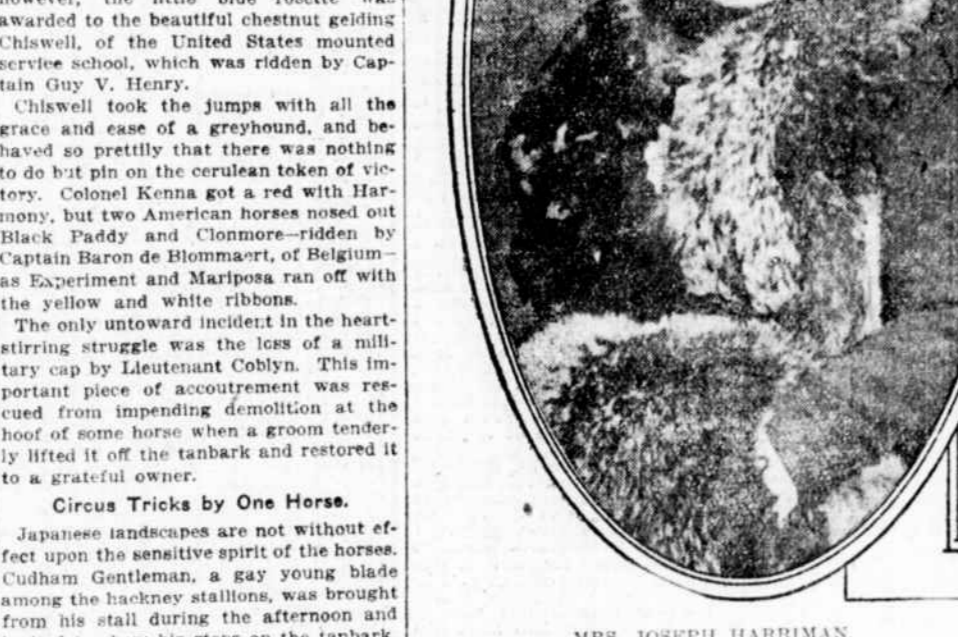 however, the little blue rosette was
awarded to the beautiful chestnut gelding
Chiswell, of the United States mounted
service school, which was ridden by Cap-
tain Guy V. Henry.
Chiswell took the jumps with all the
grace and ease of a greyhound, and be-
haved so prettily that there was nothing
to do but pin on the cerulean token of vic-
tory. Colonel Kenna got a red with Har-
mony, but two American horses nosed out
Black Paddy and Clonmore—ridden by
Captain Baron de Blommaert, of Belgium—
as Experiment and Mariposa ran off with
the yellow and white ribbons.
The only untoward incident in the heart-
stirring struggle was the loss of a mili-
tary cap by Lieutenant Coblyn. This im-
portant piece of accoutrement was res-
cued from impending demolition at the
hoof of some horse when a groom tender-
ly lifted it off the tanbark and restored it
to a grateful owner.
Circus Tricks by One Horse.
Japanese landscapes are not without ef-
fect upon the sensitive spirit of the horses.
Cudham Gentleman, a gay young blade
among the hackney stallions, was brought
from his stall during the afternoon and
on the tanbark,
MRS. JOSEPH HARRIMAN